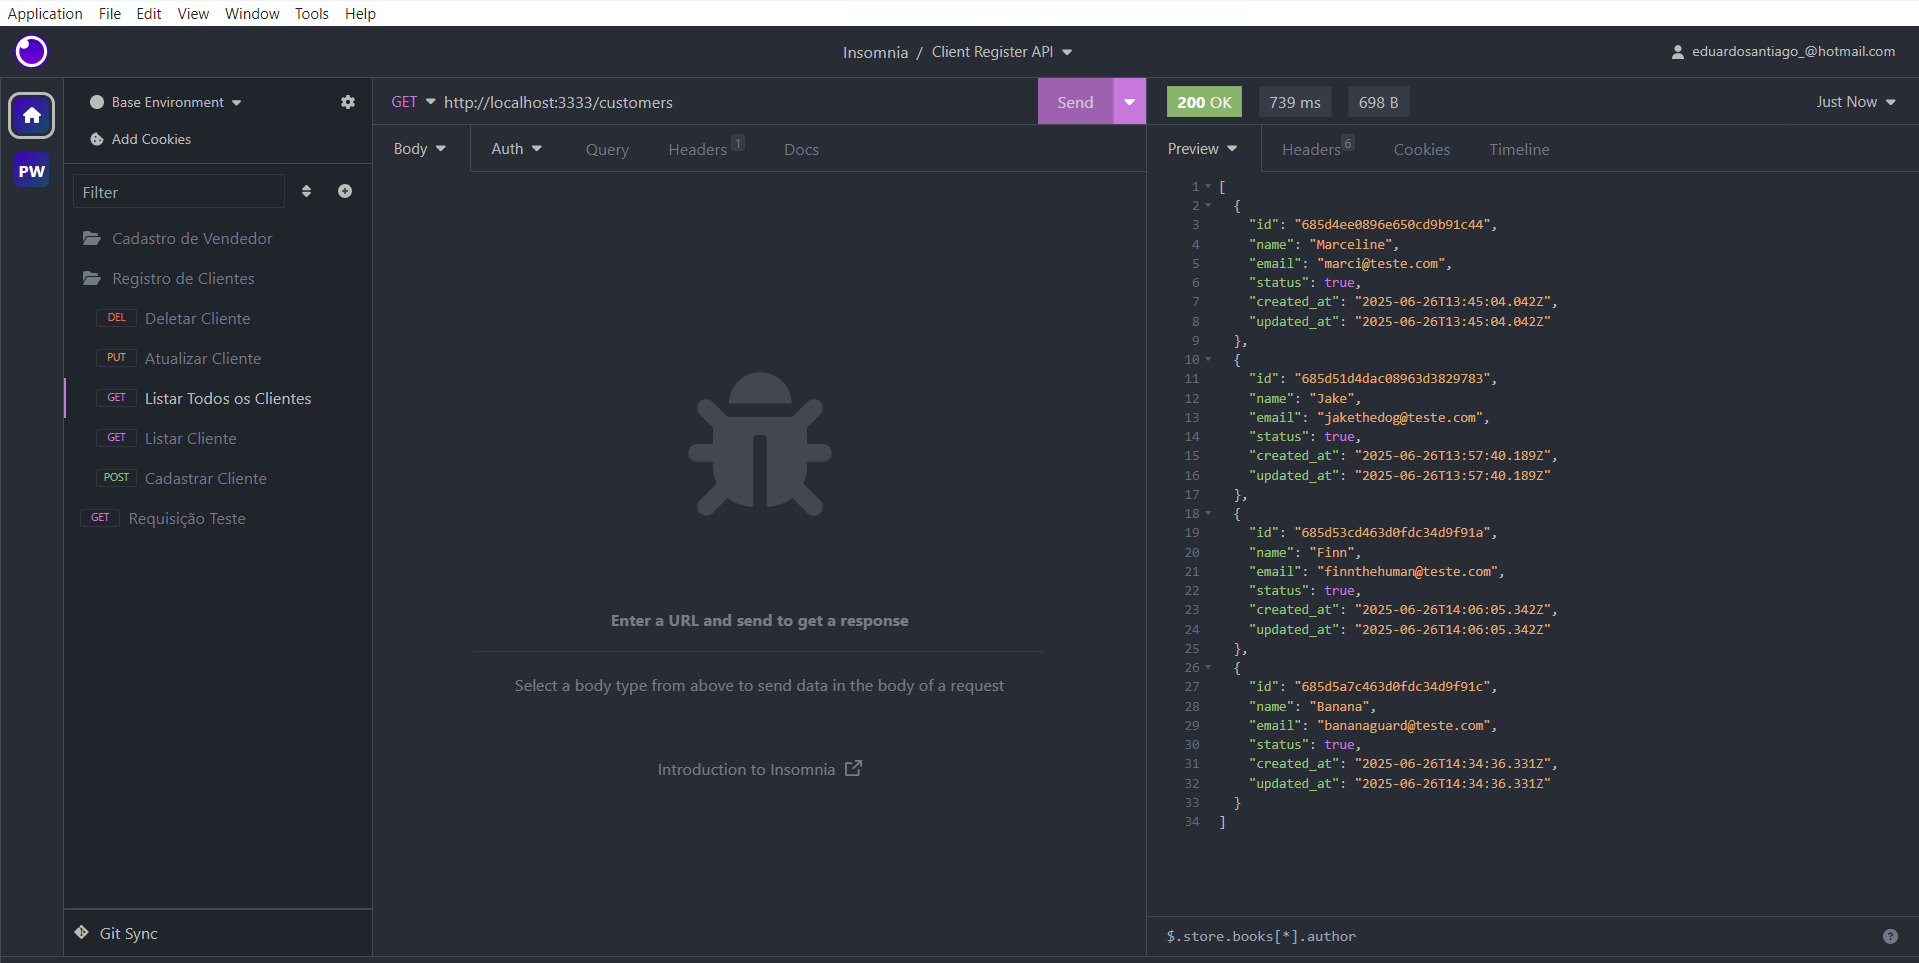 Application File Edit View Window Tools Help
Insomnia / Client Register API
eduardosantiago_@hotmail.com
PW
Base Environment
Add Cookies
Filter
Cadastro de Vendedor
Registro de Clientes
DEL Deletar Cliente
PUT Atualizar Cliente
GET Listar Todos os Clientes
GET Listar Cliente
POST Cadastrar Cliente
GET Requisição Teste
Git Sync
GET http://localhost:3333/customers Send
Body Auth Query Headers 1 Docs
Enter a URL and send to get a response
Select a body type from above to send data in the body of a request
Introduction to Insomnia
200 OK 739 ms 698 B Just Now
Preview Headers 6 Cookies Timeline
1 [
2 {
3 "id": "685d4ee0896e650cd9b91c44",
4 "name": "Marceline",
5 "email": "marci@teste.com",
6 "status": true,
7 "created_at": "2025-06-26T13:45:04.042Z",
8 "updated_at": "2025-06-26T13:45:04.042Z"
9 },
10 {
11 "id": "685d51d4dac08963d3829783",
12 "name": "Jake",
13 "email": "jakethedog@teste.com",
14 "status": true,
15 "created_at": "2025-06-26T13:57:40.189Z",
16 "updated_at": "2025-06-26T13:57:40.189Z"
17 },
18 {
19 "id": "685d53cd463d0fdc34d9f91a",
20 "name": "Finn",
21 "email": "finnthehuman@teste.com",
22 "status": true,
23 "created_at": "2025-06-26T14:06:05.342Z",
24 "updated_at": "2025-06-26T14:06:05.342Z"
25 },
26 {
27 "id": "685d5a7c463d0fdc34d9f91c",
28 "name": "Banana",
29 "email": "bananaguard@teste.com",
30 "status": true,
31 "created_at": "2025-06-26T14:34:36.331Z",
32 "updated_at": "2025-06-26T14:34:36.331Z"
33 }
34 ]
$.store.books[*].author ?